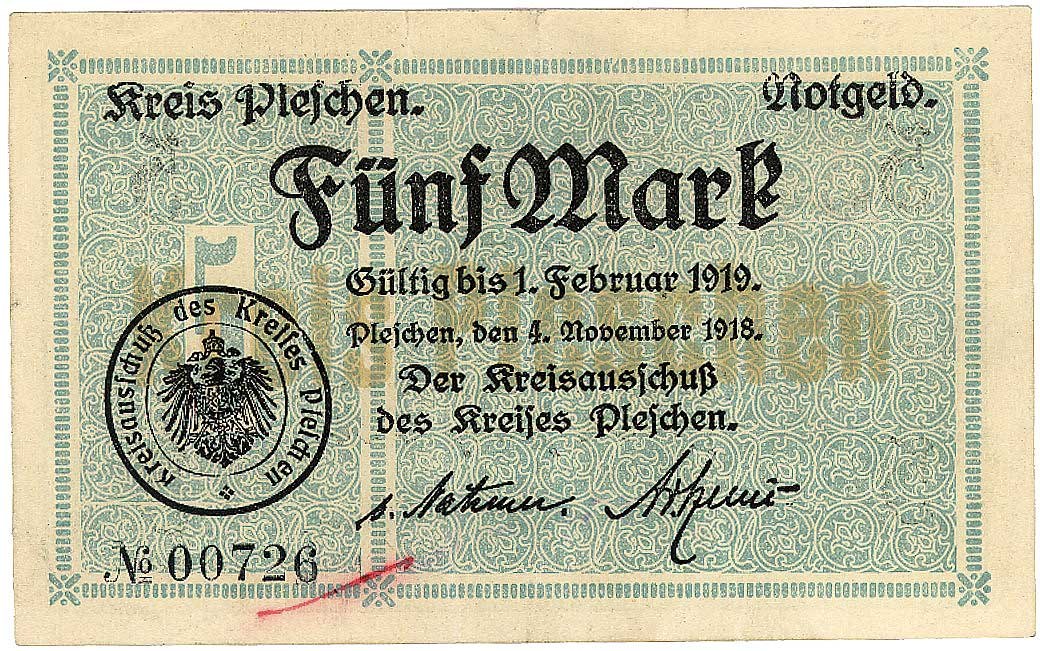 Kreis Pleschen.
Notgeld.
Fünf Mark
5
Gültig bis 1. Februar 1919.
Pleschen, den 4. November 1918.
Der Kreisausschuß
des Kreises Pleschen.
Kreisausschuß des Kreises Pleschen
№ 00726